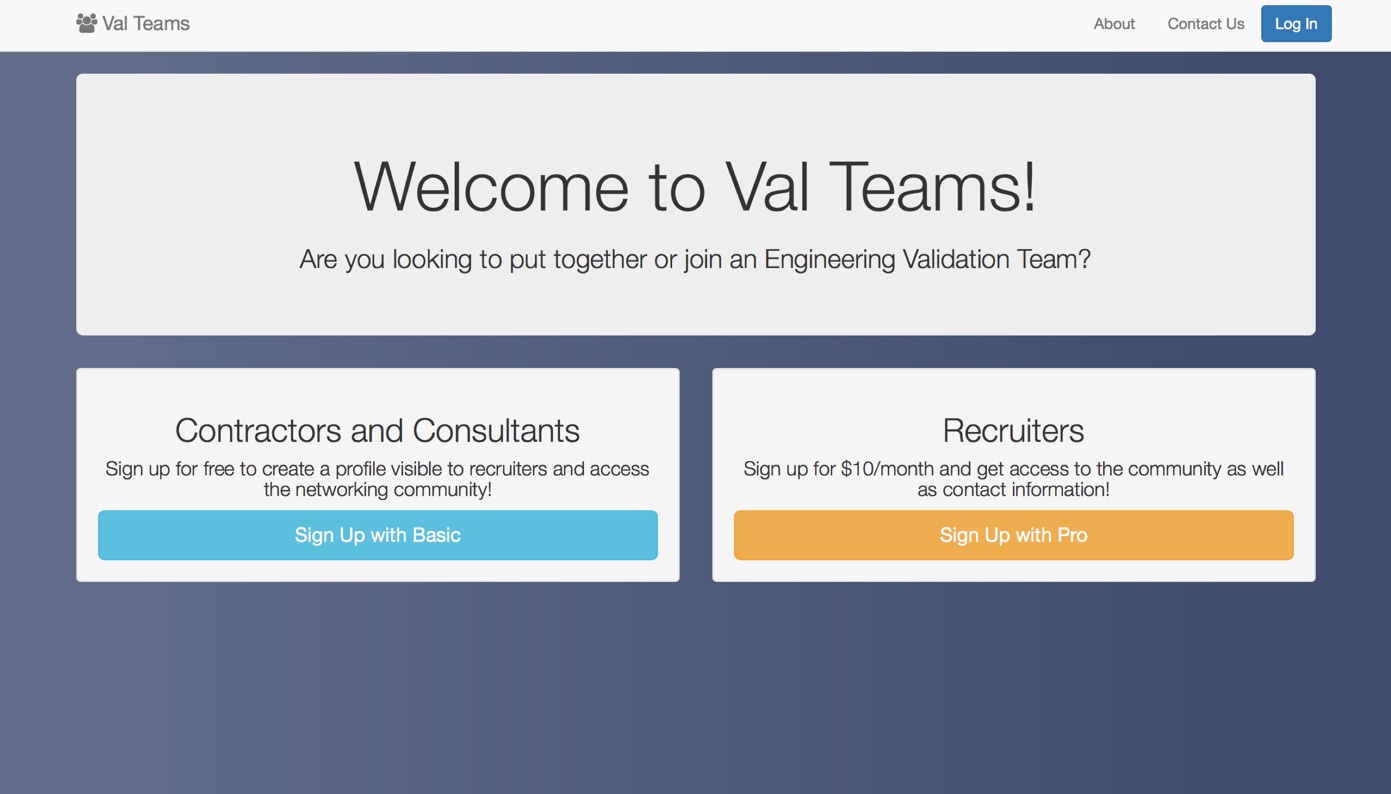 Val Teams
About
Contact Us
Log In
Welcome to Val Teams!
Are you looking to put together or join an Engineering Validation Team?
Contractors and Consultants
Sign up for free to create a profile visible to recruiters and access
the networking community!
Sign Up with Basic
Recruiters
Sign up for $10/month and get access to the community as well
as contact information!
Sign Up with Pro